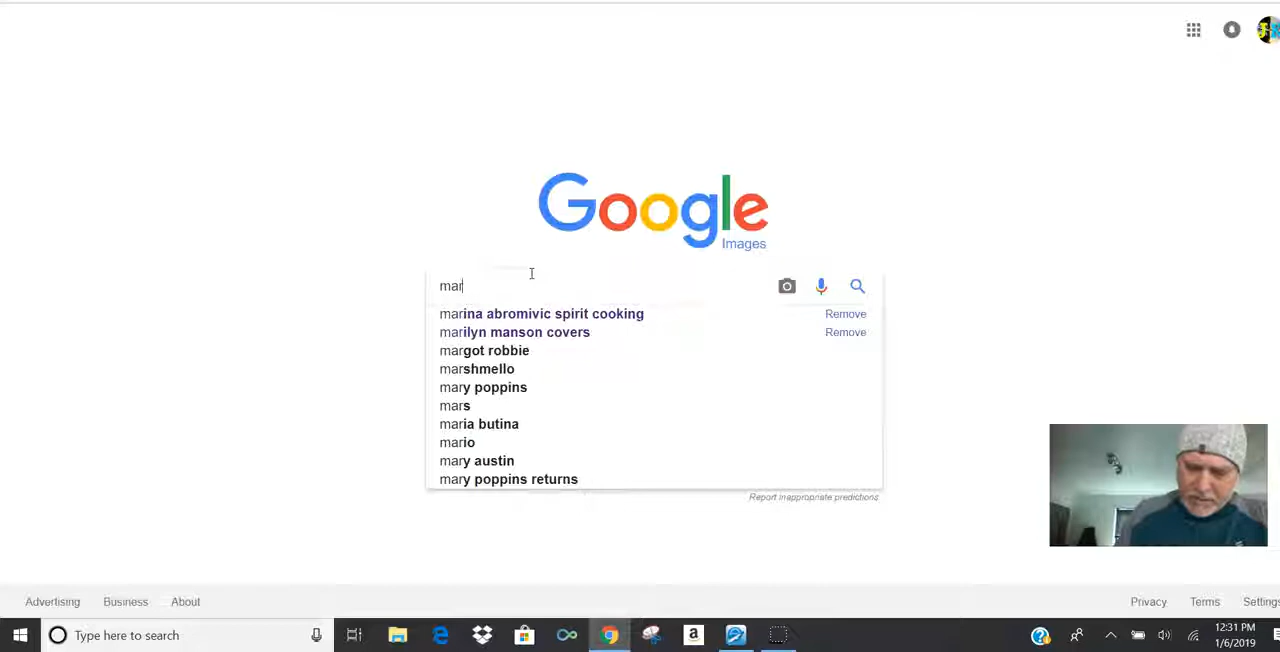 Google
Images
mar
marina abromivic spirit cooking Remove
marilyn manson covers Remove
margot robbie
marshmello
mary poppins
mars
maria butina
mario
mary austin
mary poppins returns
Report inappropriate predictions
Advertising Business About Privacy Terms Settings
Type here to search
a
12:31 PM
1/6/2019